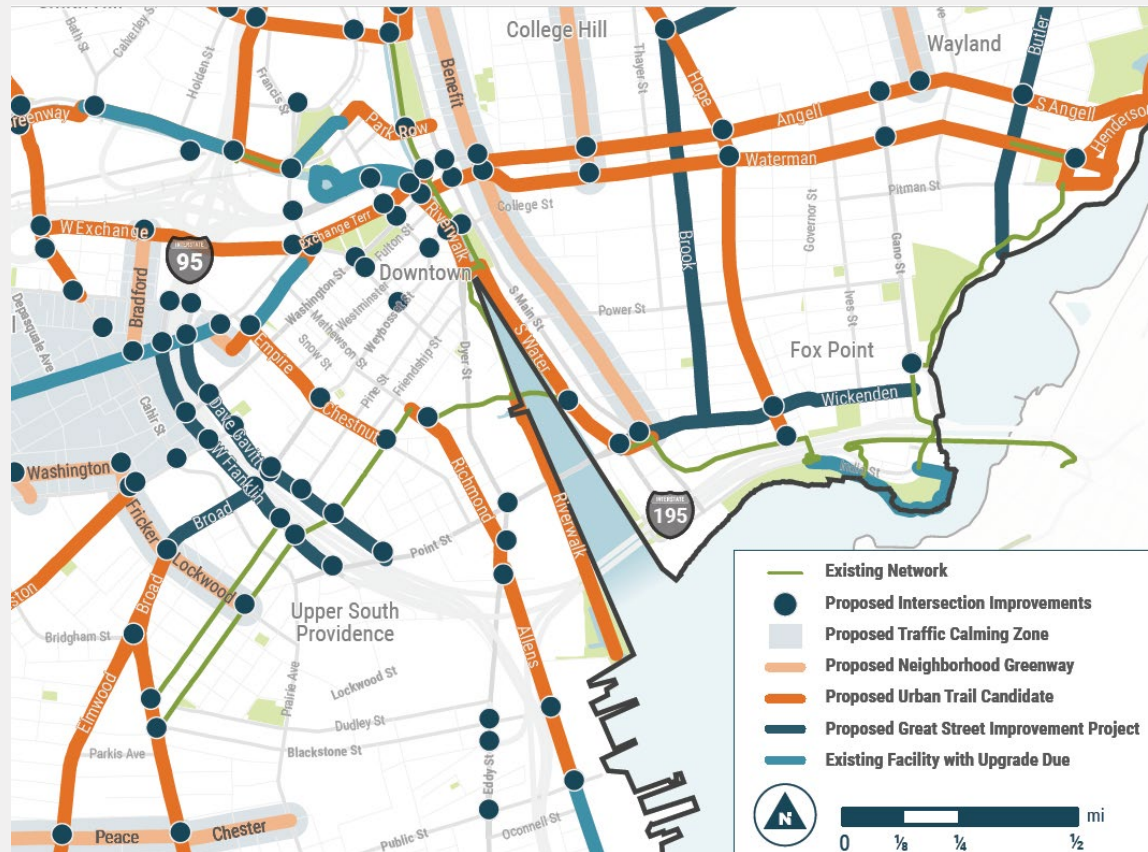 College Hill
Wayland
Bath St
Calverley St
Holden St
Francis St
Thayer St
Butler
Benefit
Hope
Angell
S Angell
Henderson
Park Row
Waterman
Pitman St
College St
Governor St
Gano St
W Exchange
Exchange Terr
Riverwalk
Fulton St
INTERSTATE
95
Downtown
Brook
Washington St
Westminster
Mathewson St
Weybosset St
Snow St
Friendship St
Pine St
Dyer St
S Main St
S Water
Power St
Ives St
Fox Point
Depasquale Ave
Bradford
Empire
Chestnut
Wickenden
Cahir St
Dave Gavitt
W Franklin
Washington
Broad
Richmond
Riverwalk
INTERSTATE
195
Point St
Fricker
Lockwood
Broad
Upper South
Providence
Bridgham St
Allens
Elmwood
Prairie Ave
Lockwood St
Dudley St
Parkis Ave
Blackstone St
Eddy St
Public St
Oconnell St
Peace
Chester
Existing Network
Proposed Intersection Improvements
Proposed Traffic Calming Zone
Proposed Neighborhood Greenway
Proposed Urban Trail Candidate
Proposed Great Street Improvement Project
Existing Facility with Upgrade Due
N
mi
0 ⅛ ¼ ½